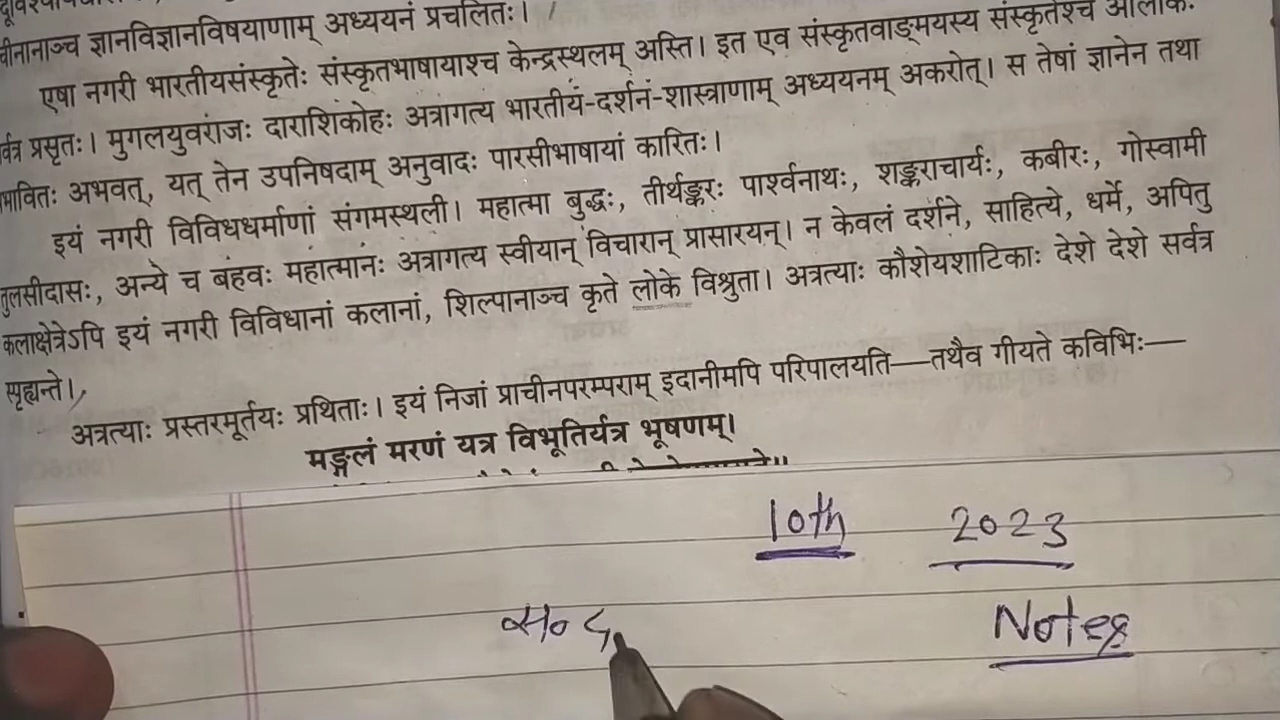 ज्ञानविज्ञानविषयाणाम् अध्ययनं प्रचलितः।
एषा नगरी भारतीयसंस्कृतेः संस्कृतभाषायाश्च केन्द्रस्थलम् अस्ति। इत एव संस्कृतवाङ्मयस्य संस्कृतेश्च आलोकः
प्रसृतः। मुगलयुवराजः दाराशिकोहः अत्रागत्य भारतीय-दर्शन-शास्त्राणाम् अध्ययनम् अकरोत्। स तेषां ज्ञानेन तथा
अभवत्, यत् तेन उपनिषदाम् अनुवादः पारसीभाषायां कारितः।
इयं नगरी विविधधर्माणां संगमस्थली। महात्मा बुद्धः, तीर्थङ्करः पार्श्वनाथः, शङ्कराचार्यः, कबीरः, गोस्वामी
तुलसीदासः, अन्ये च बहवः महात्मानः अत्रागत्य स्वीयान् विचारान् प्रासारयन्। न केवलं दर्शने, साहित्ये, धर्मे, अपितु
कलाक्षेत्रेऽपि इयं नगरी विविधानां कलानां, शिल्पानाञ्च कृते लोके विश्रुता। अत्रत्याः कौशेयशाटिकाः देशे देशे सर्वत्र
स्पृह्यन्ते।
अत्रत्याः प्रस्तरमूर्तयः प्रथिताः। इयं निजां प्राचीनपरम्पराम् इदानीमपि परिपालयति—तथैव गीयते कविभिः—
मङ्गलं मरणं यत्र विभूतिर्यत्र भूषणम्।
10th 2023
Notes